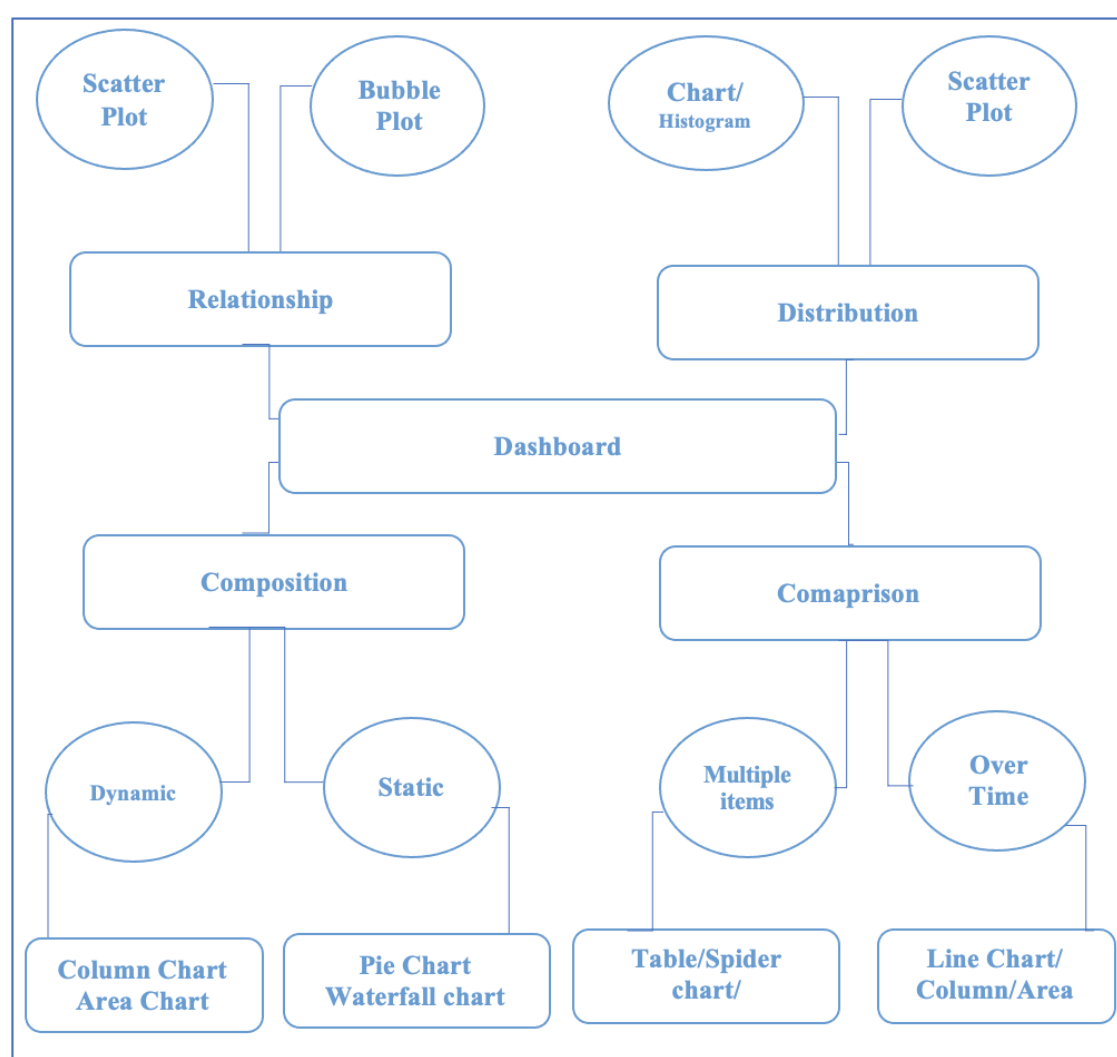 Scatter
Plot
Bubble
Plot
Chart/
Histogram
Scatter
Plot
Relationship
Distribution
Dashboard
Composition
Comaprison
Dynamic
Static
Multiple
items
Over
Time
Column Chart
Area Chart
Pie Chart
Waterfall chart
Table/Spider
chart/
Line Chart/
Column/Area